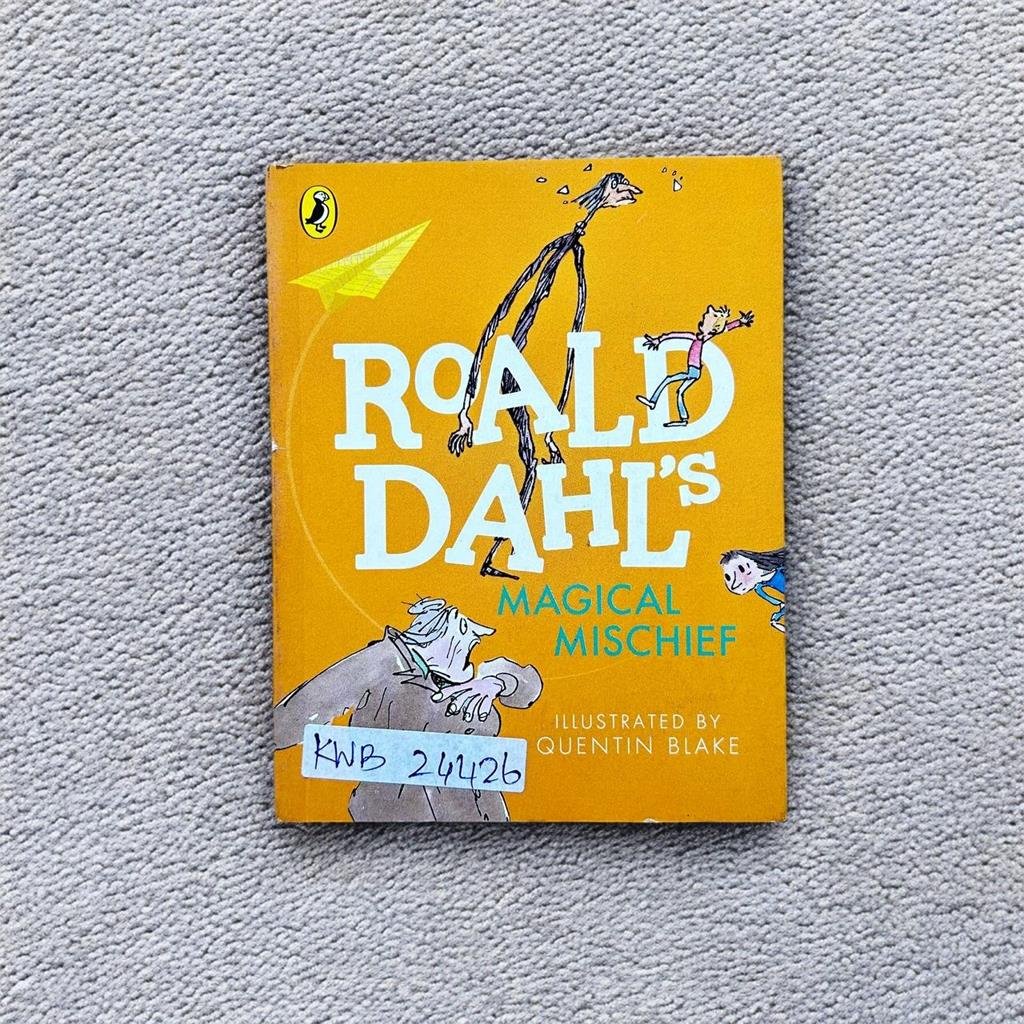 ROALD
DAHL'S
MAGICAL
MISCHIEF
ILLUSTRATED BY
QUENTIN BLAKE
KWB 24426